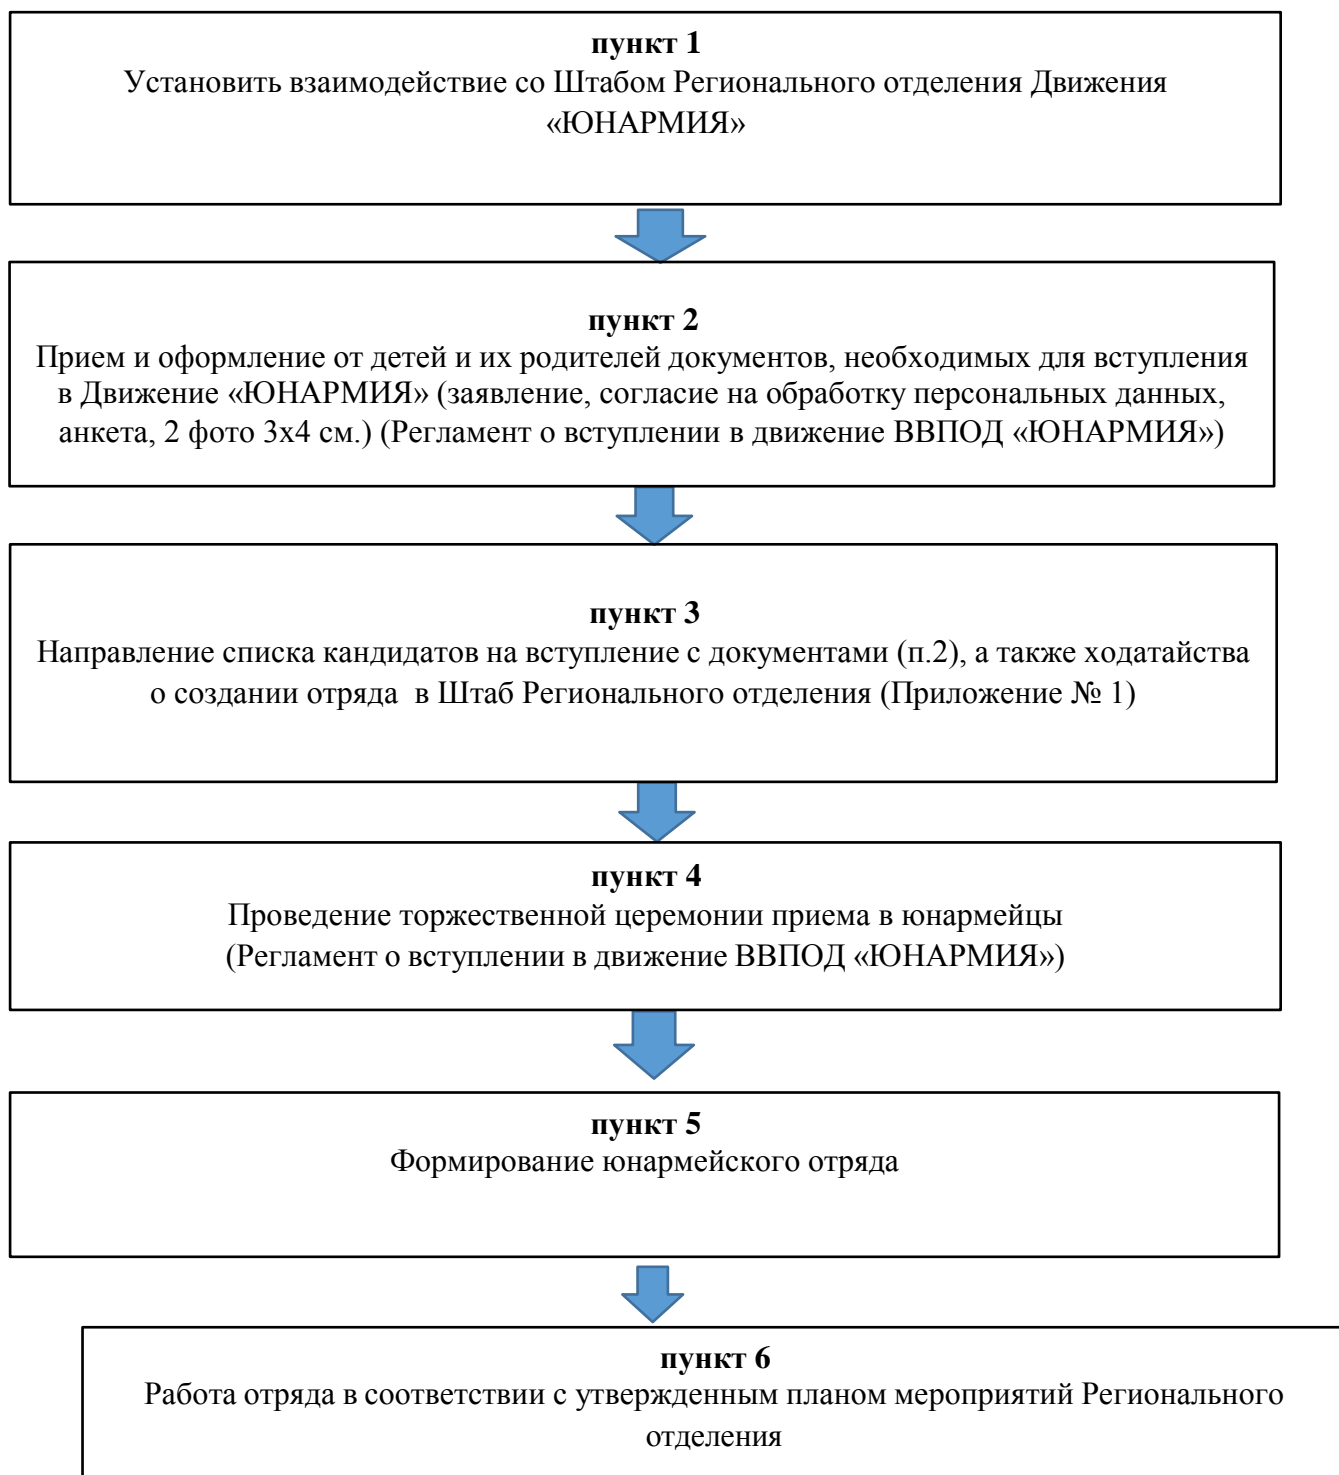 пункт 1
Установить взаимодействие со Штабом Регионального отделения Движения
«ЮНАРМИЯ»
пункт 2
Прием и оформление от детей и их родителей документов, необходимых для вступления
в Движение «ЮНАРМИЯ» (заявление, согласие на обработку персональных данных,
анкета, 2 фото 3х4 см.) (Регламент о вступлении в движение ВВПОД «ЮНАРМИЯ»)
пункт 3
Направление списка кандидатов на вступление с документами (п.2), а также ходатайства
о создании отряда в Штаб Регионального отделения (Приложение № 1)
пункт 4
Проведение торжественной церемонии приема в юнармейцы
(Регламент о вступлении в движение ВВПОД «ЮНАРМИЯ»)
пункт 5
Формирование юнармейского отряда
пункт 6
Работа отряда в соответствии с утвержденным планом мероприятий Регионального
отделения